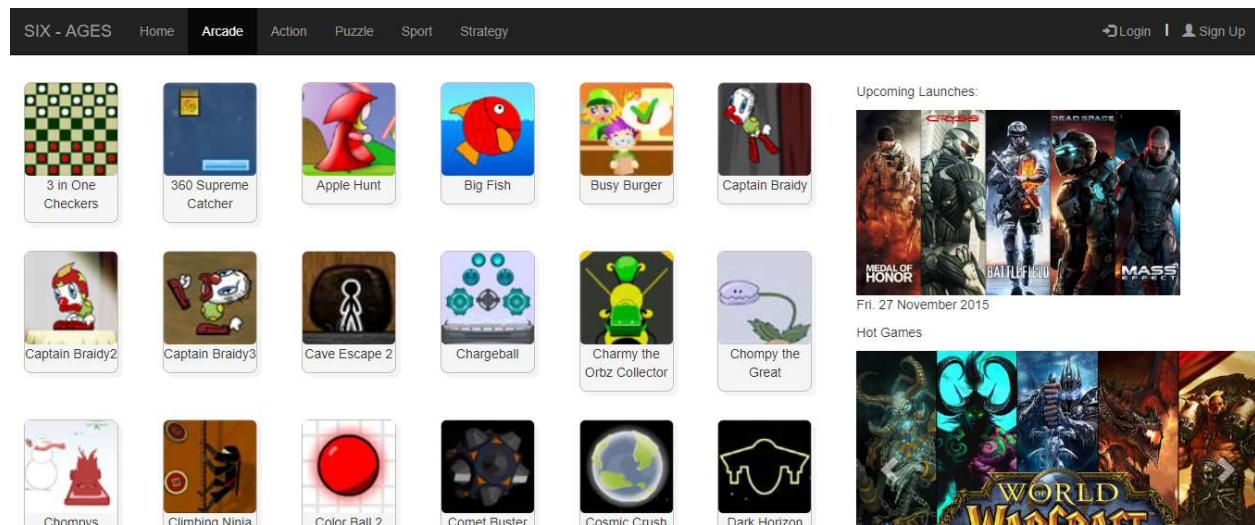 SIX - AGES Home Arcade Action Puzzle Sport Strategy Login | Sign Up
3 in One
Checkers
360 Supreme
Catcher
Apple Hunt
Big Fish
Busy Burger
Captain Braidy
Captain Braidy2
Captain Braidy3
Cave Escape 2
Chargeball
Charmy the
Orbz Collector
Chompy the
Great
Chompys
Climbing Ninja
Color Ball 2
Comet Buster
Cosmic Crush
Dark Horizon
Upcoming Launches:
CRYSIS
DEAD SPACE
MEDAL OF
HONOR
BATTLEFIELD
MASS
EFFECT
Fri. 27 November 2015
Hot Games
WORLD
WARCRAFT